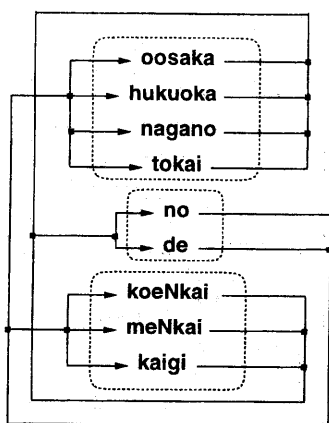 oosaka
hukuoka
nagano
tokai
no
de
koeNkai
meNkai
kaigi